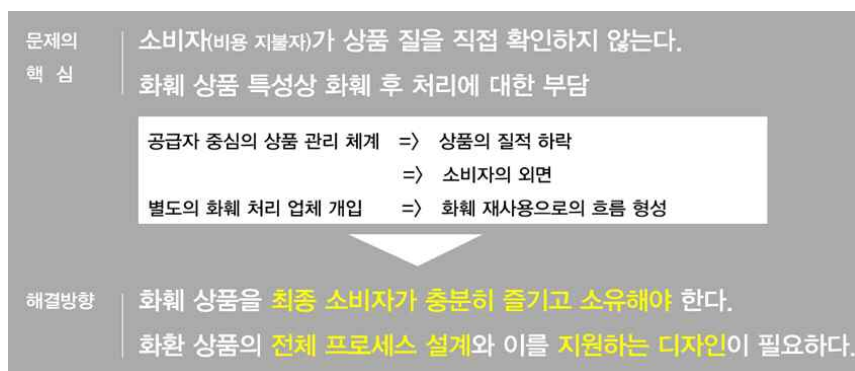 문제의
핵 심
소비자(비용 지불자)가 상품 질을 직접 확인하지 않는다.
화훼 상품 특성상 화훼 후 처리에 대한 부담
공급자 중심의 상품 관리 체계 => 상품의 질적 하락
=> 소비자의 외면
별도의 화훼 처리 업체 개입 => 화훼 재사용으로의 흐름 형성
해결방향
화훼 상품을 최종 소비자가 충분히 즐기고 소유해야 한다.
화환 상품의 전체 프로세스 설계와 이를 지원하는 디자인이 필요하다.